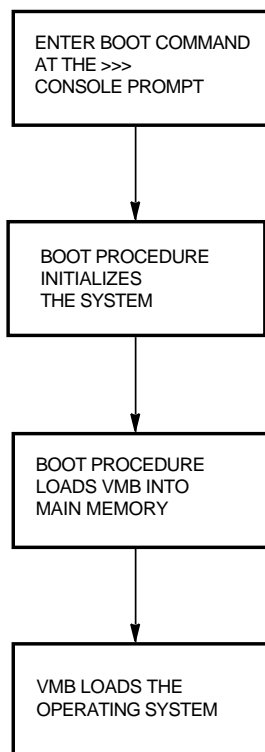 ENTER BOOT COMMAND
AT THE >>>
CONSOLE PROMPT
BOOT PROCEDURE
INITIALIZES
THE SYSTEM
BOOT PROCEDURE
LOADS VMB INTO
MAIN MEMORY
VMB LOADS THE
OPERATING SYSTEM